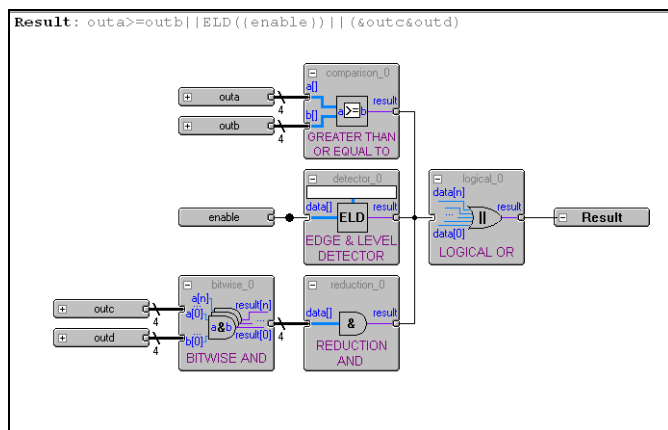 Result: outa>=outb||ELD({enable})||(&outc&outd)
comparison_0
a[]
outa
result
4
a >= b
outb
b[]
4
GREATER THAN
OR EQUAL TO
detector_0
logical_0
data[]
result
data[n]
enable
ELD
...
||
result
Result
data[0]
EDGE & LEVEL
DETECTOR
LOGICAL OR
bitwise_0
reduction_0
a[n]
result[n]
outc
...
a[0]
data[]
result
4
a&b
...
&
outd
b[0]
...
result[0]
4
4
BITWISE AND
REDUCTION
AND